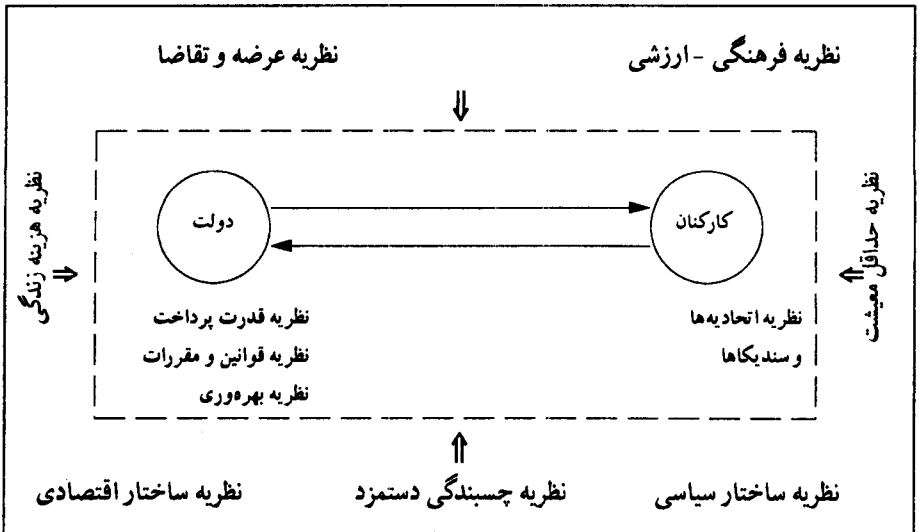 نظریه فرهنگی - ارزشی
نظریه عرضه و تقاضا
نظریه حداقل معیشت
کارکنان
دولت
نظریه هزینه زندگی
نظریه اتحادیه‌ها
و سندیکاها
نظریه قدرت پرداخت
نظریه قوانین و مقررات
نظریه بهره‌وری
نظریه ساختار سیاسی
نظریه چسبندگی دستمزد
نظریه ساختار اقتصادی